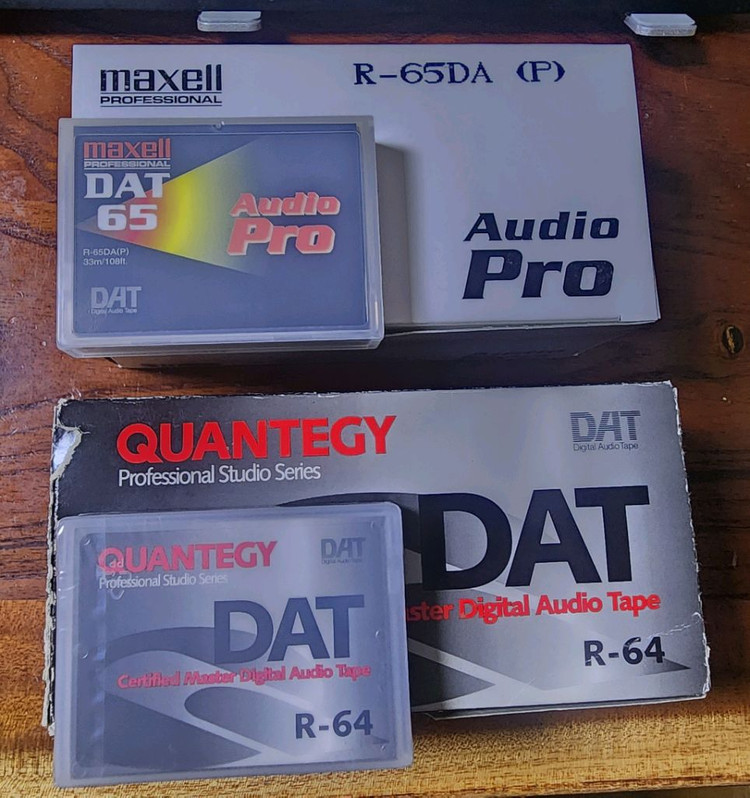 maxell
PROFESSIONAL
R-65DA (P)
Audio
Pro
maxell
PROFESSIONAL
DAT
65
Audio
Pro
R-65DA(P)
33m/108ft.
DAT
Digital Audio Tape
QUANTEGY
Professional Studio Series
DAT
Digital Audio Tape
DAT
ster Digital Audio Tape
R-64
QUANTEGY
Professional Studio Series
DAT
Digital Audio Tape
DAT
Certified Master Digital Audio Tape
R-64